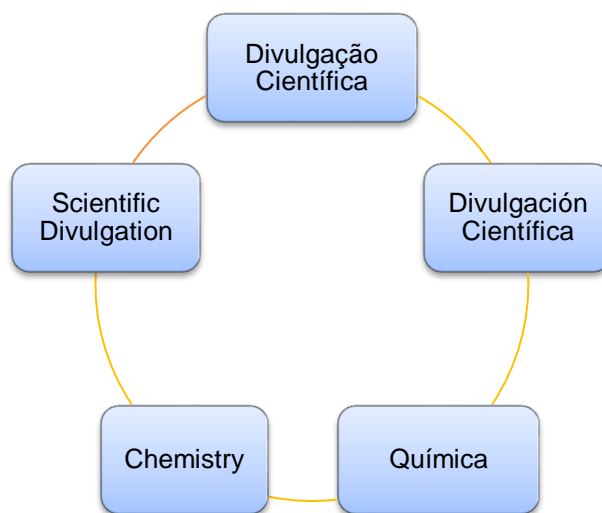 Divulgação
Científica
Scientific
Divulgation
Divulgación
Científica
Chemistry
Química